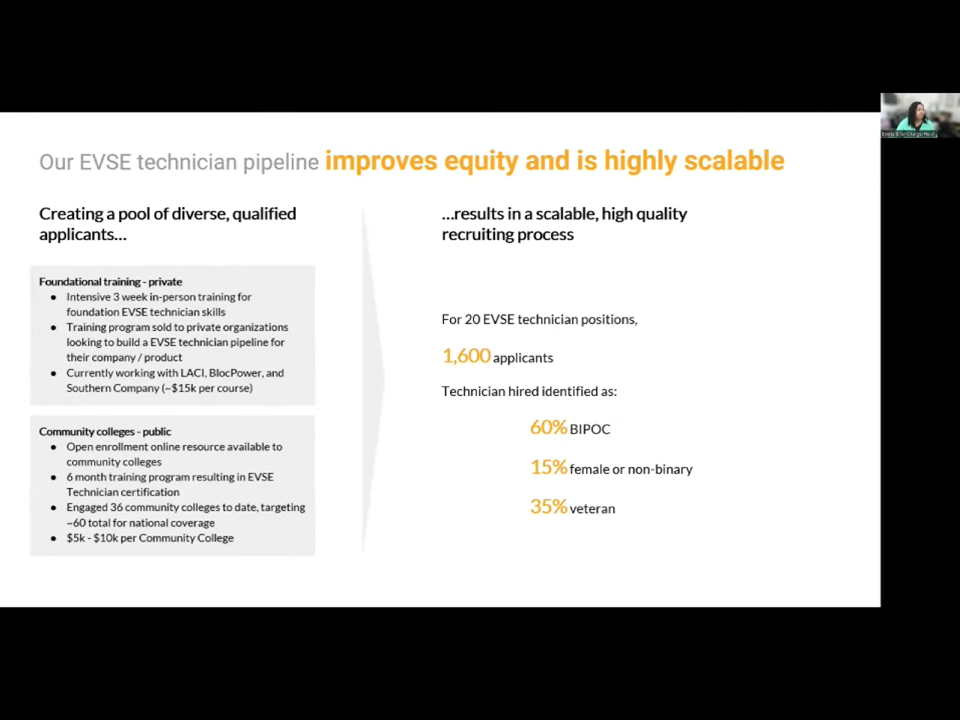 Our EVSE technician pipeline improves equity and is highly scalable
Creating a pool of diverse, qualified
applicants...
Foundational training - private
● Intensive 3 week in-person training for
foundation EVSE technician skills
● Training program sold to private organizations
looking to build a EVSE technician pipeline for
their company / product
● Currently working with LACI, BlocPower, and
Southern Company (~$15k per course)
Community colleges - public
● Open enrollment online resource available to
community colleges
● 6 month training program resulting in EVSE
Technician certification
● Engaged 36 community colleges to date, targeting
~60 total for national coverage
● $5k - $10k per Community College
...results in a scalable, high quality
recruiting process
For 20 EVSE technician positions,
1,600 applicants
Technician hired identified as:
60% BIPOC
15% female or non-binary
35% veteran